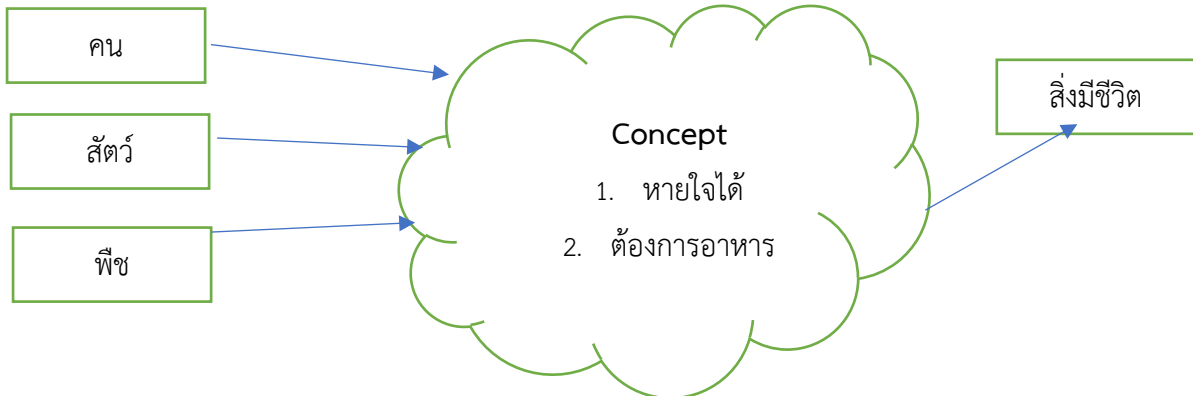 คน
สัตว์
พืช
Concept
1. หายใจได้
2. ต้องการอาหาร
สิ่งมีชีวิต